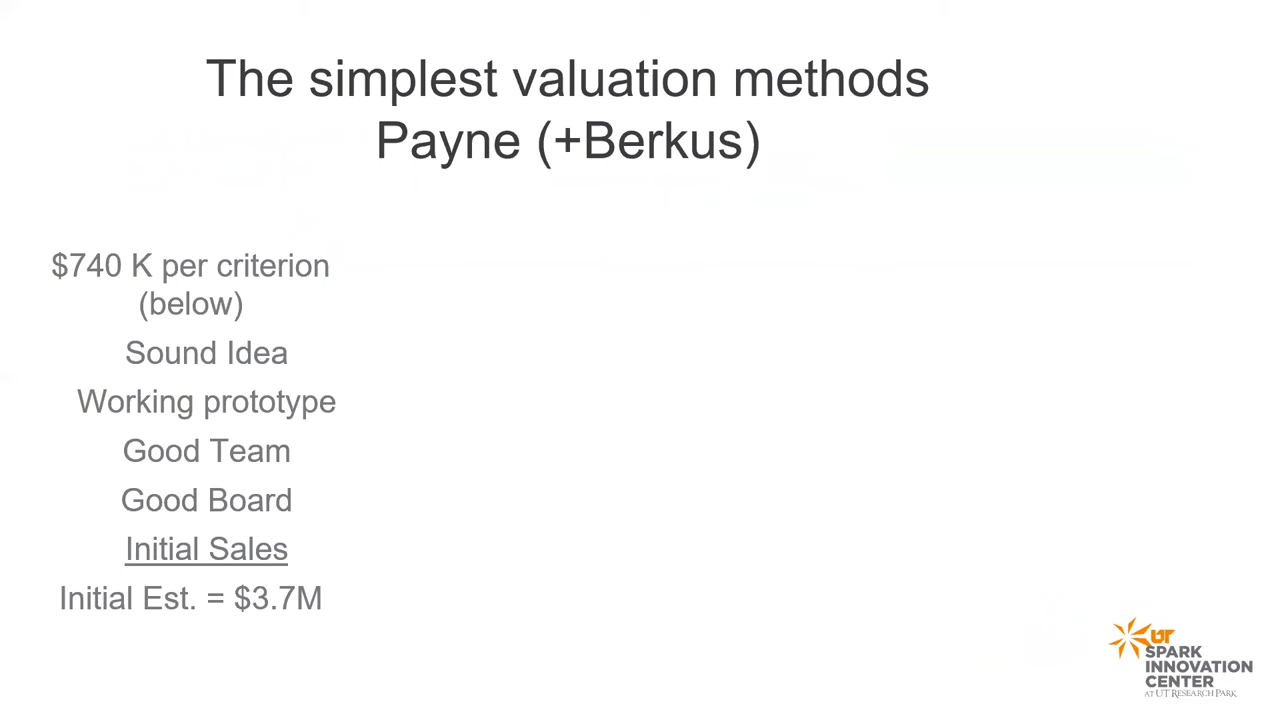 The simplest valuation methods
Payne (+Berkus)
$740 K per criterion
(below)
Sound Idea
Working prototype
Good Team
Good Board
Initial Sales
Initial Est. = $3.7M
UT
SPARK
INNOVATION
CENTER
AT UT RESEARCH PARK